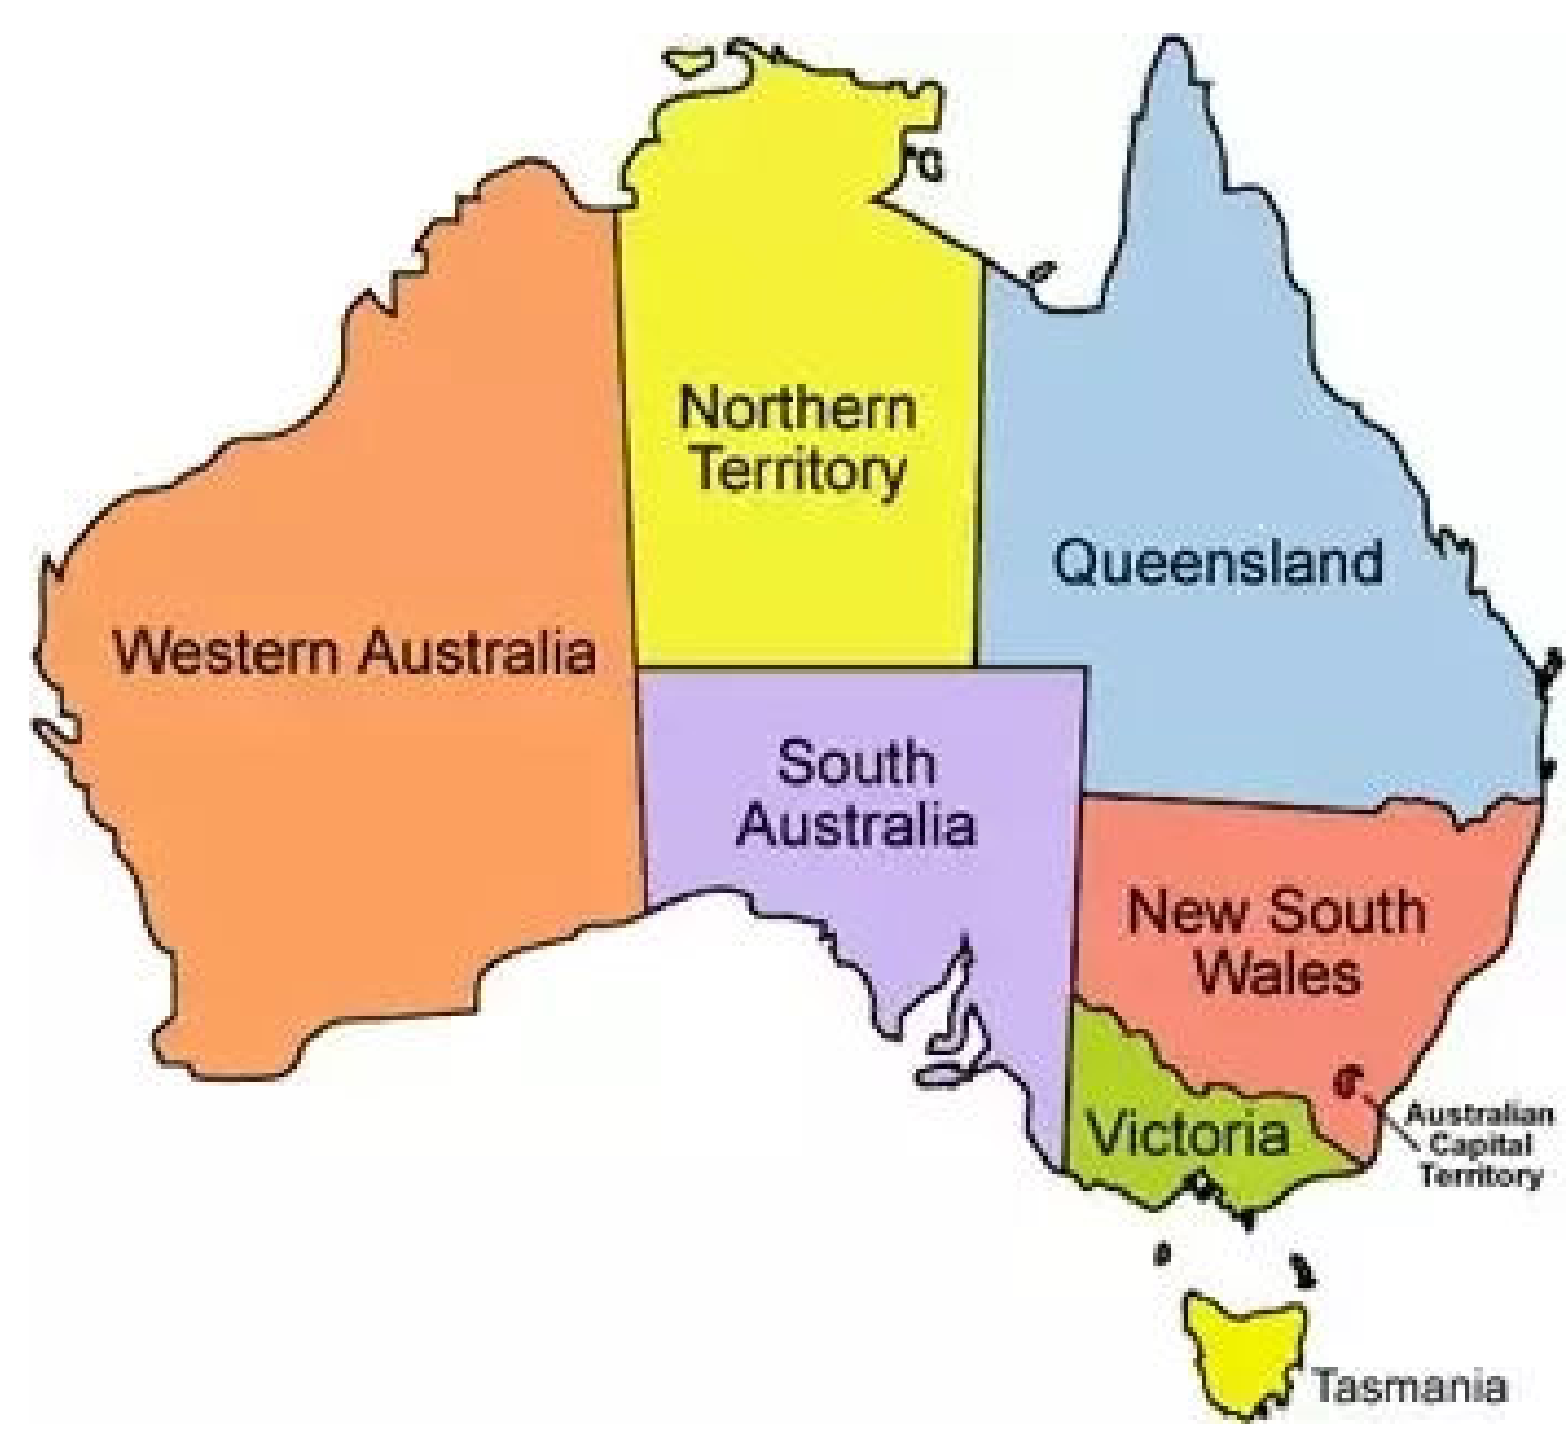 Northern
Territory
Queensland
Western Australia
South
Australia
New South
Wales
Australian
Capital
Territory
Victoria
Tasmania